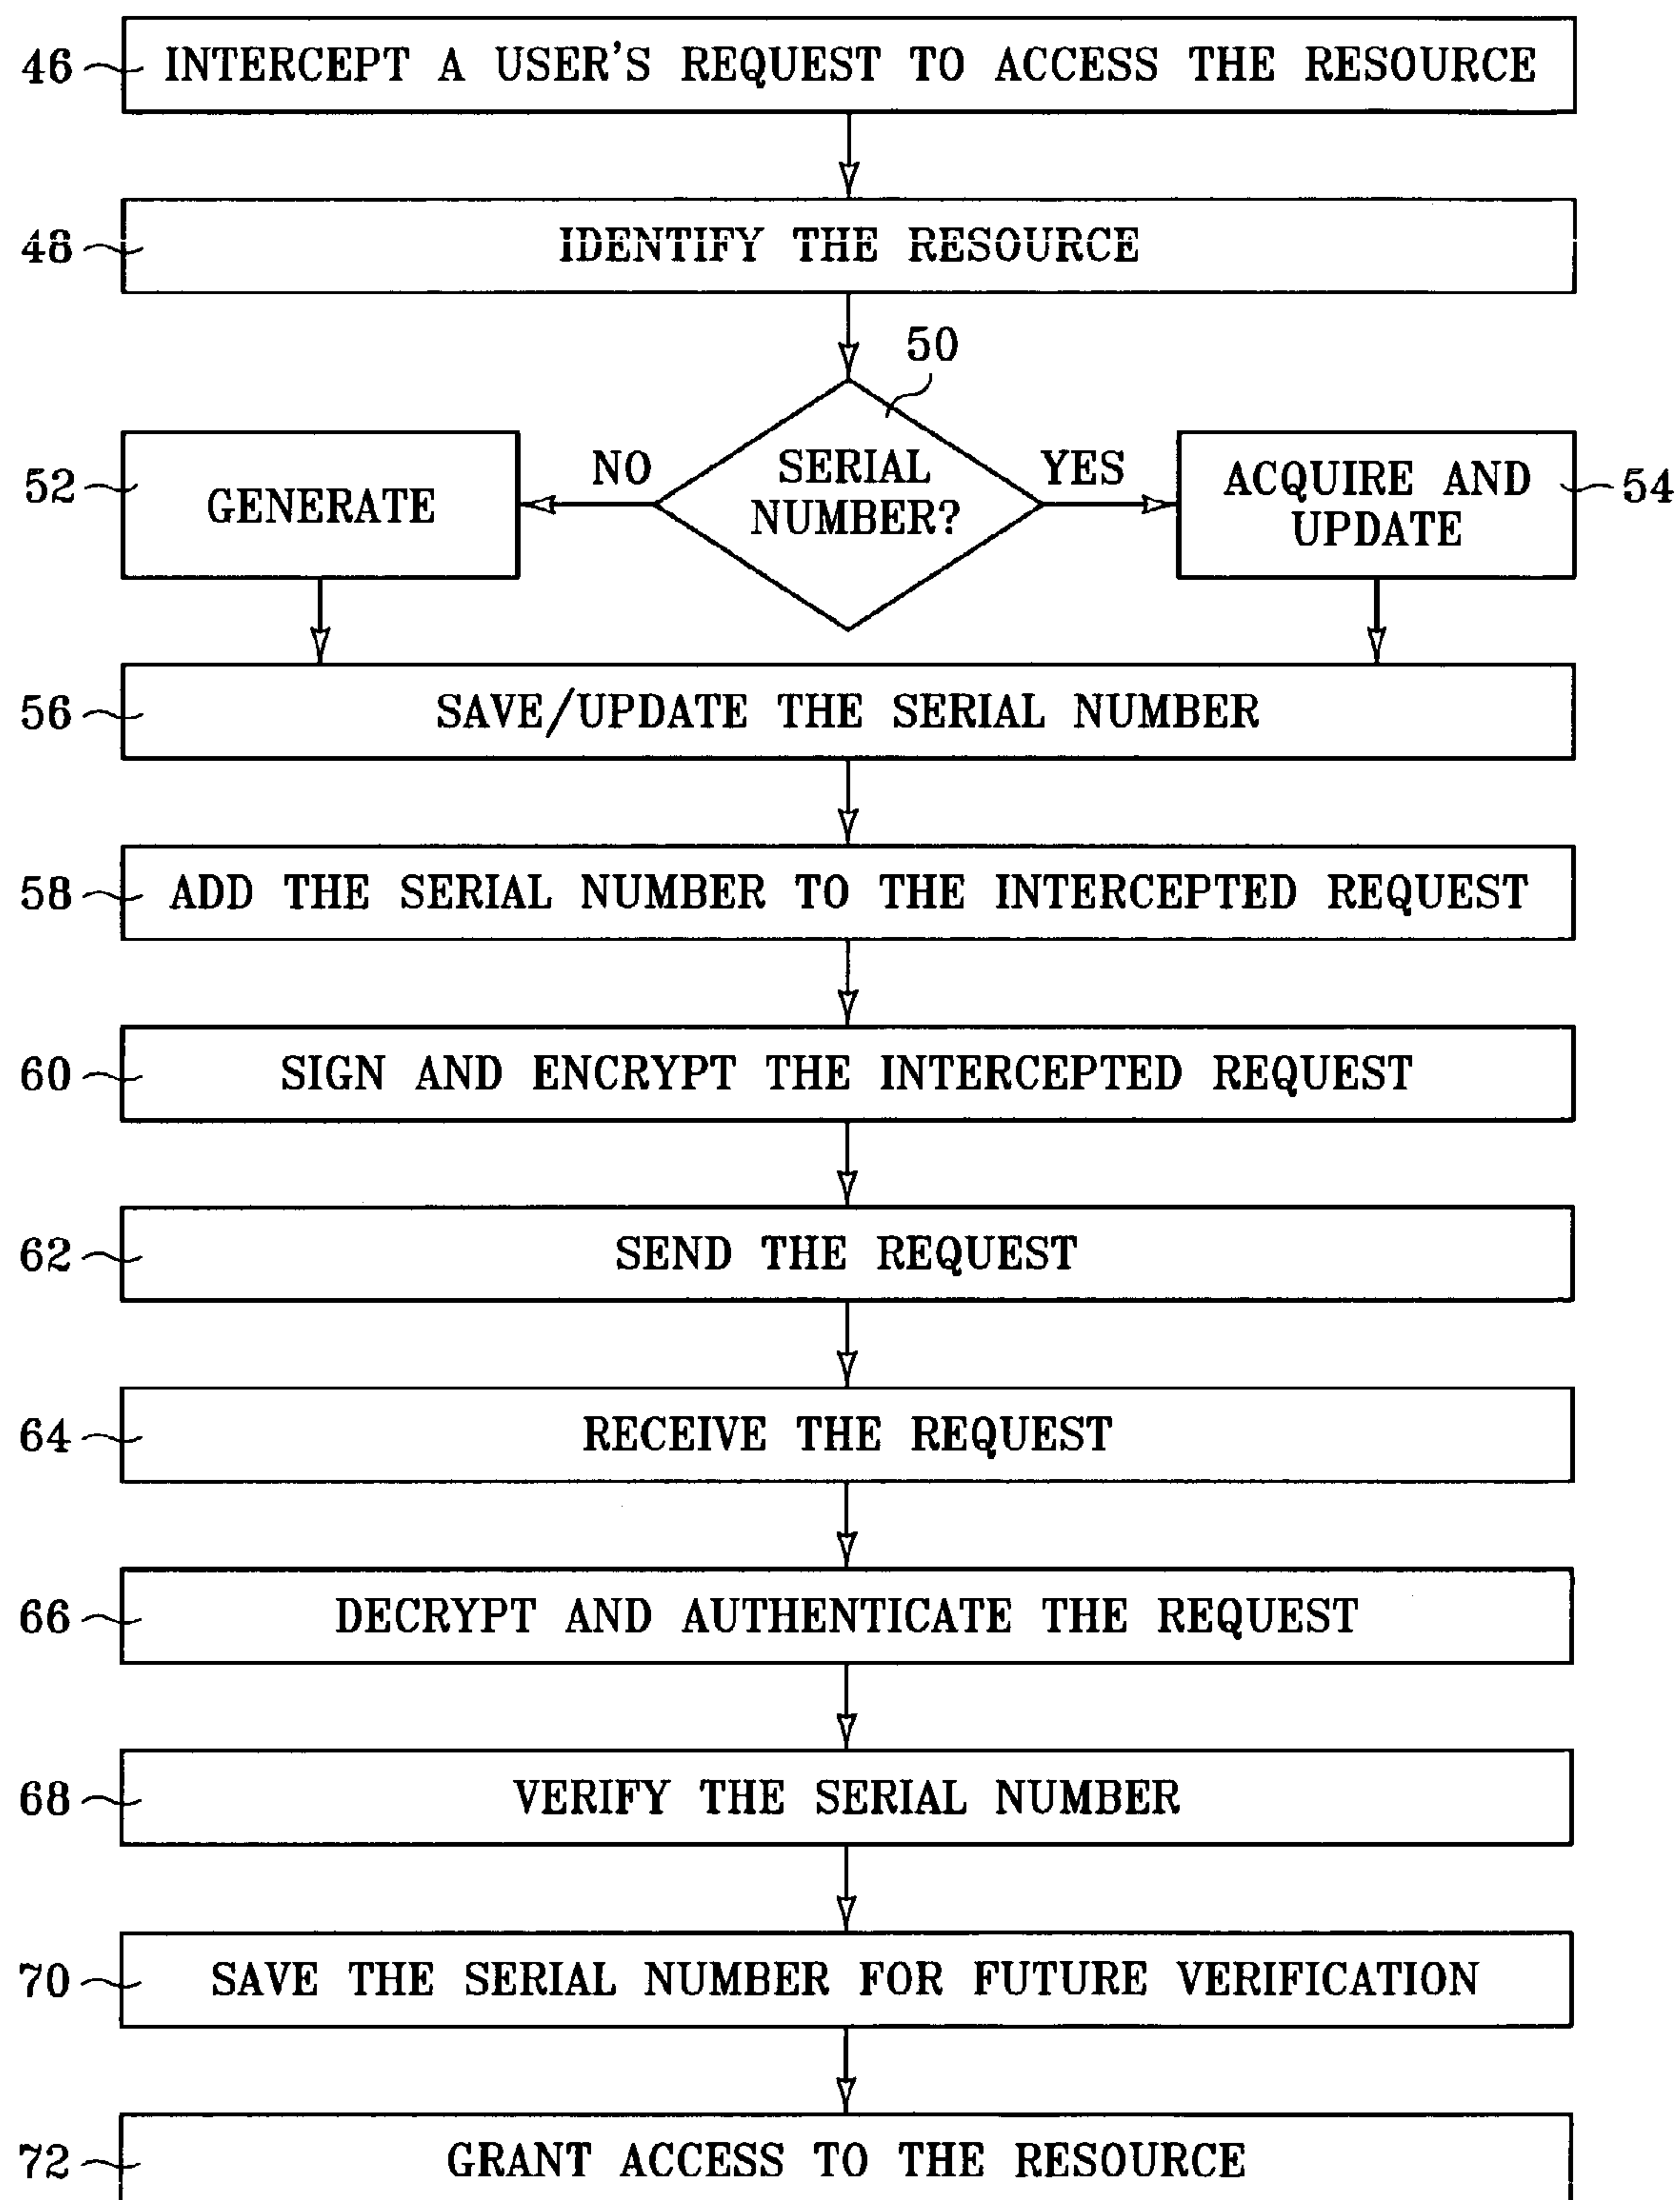 46 INTERCEPT A USER'S REQUEST TO ACCESS THE RESOURCE
48 IDENTIFY THE RESOURCE
50
52 GENERATE
NO
SERIAL
NUMBER?
YES
ACQUIRE AND
UPDATE
54
56 SAVE/UPDATE THE SERIAL NUMBER
58 ADD THE SERIAL NUMBER TO THE INTERCEPTED REQUEST
60 SIGN AND ENCRYPT THE INTERCEPTED REQUEST
62 SEND THE REQUEST
64 RECEIVE THE REQUEST
66 DECRYPT AND AUTHENTICATE THE REQUEST
68 VERIFY THE SERIAL NUMBER
70 SAVE THE SERIAL NUMBER FOR FUTURE VERIFICATION
72 GRANT ACCESS TO THE RESOURCE